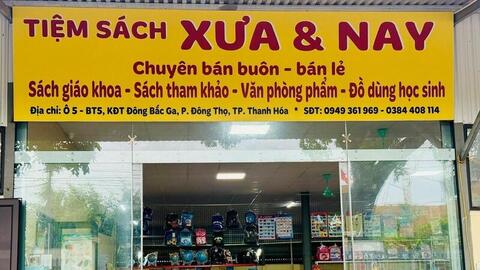 TIỆM SÁCH XƯA & NAY
Chuyên bán buôn - bán lẻ
Sách giáo khoa - Sách tham khảo - Văn phòng phẩm - Đồ dùng học sinh
Địa chỉ: Ô 5 - BT5, KĐT Đông Bắc Ga, P. Đông Thọ, TP. Thanh Hóa * SĐT: 0949 361 969 - 0384 408 114